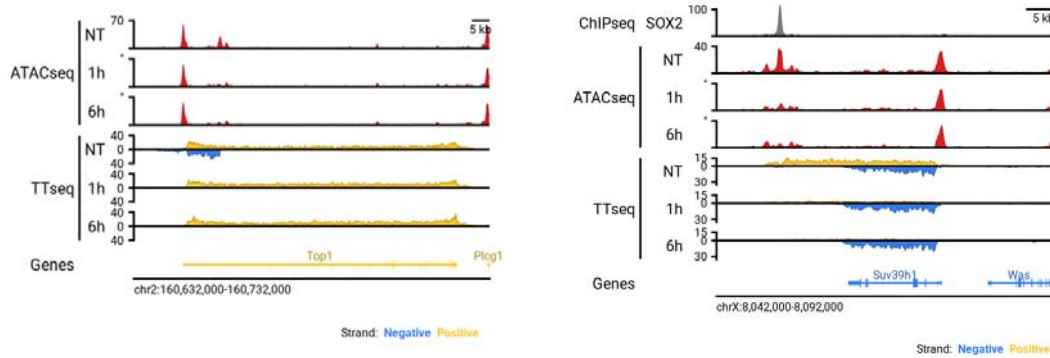 70
5 kb
NT
ATACseq
1h
6h
40
0
40
NT
40
0
40
TTseq
1h
40
0
40
6h
Genes
Top1
Plcg1
chr2:160,632,000-160,732,000
Strand: Negative Positive
100
ChIPseq SOX2
5 k
40
NT
ATACseq
1h
6h
15
0
30
NT
15
0
30
TTseq
1h
15
0
30
6h
Genes
Suv39h1
Was
chrX:8,042,000-8,092,000
Strand: Negative Positive